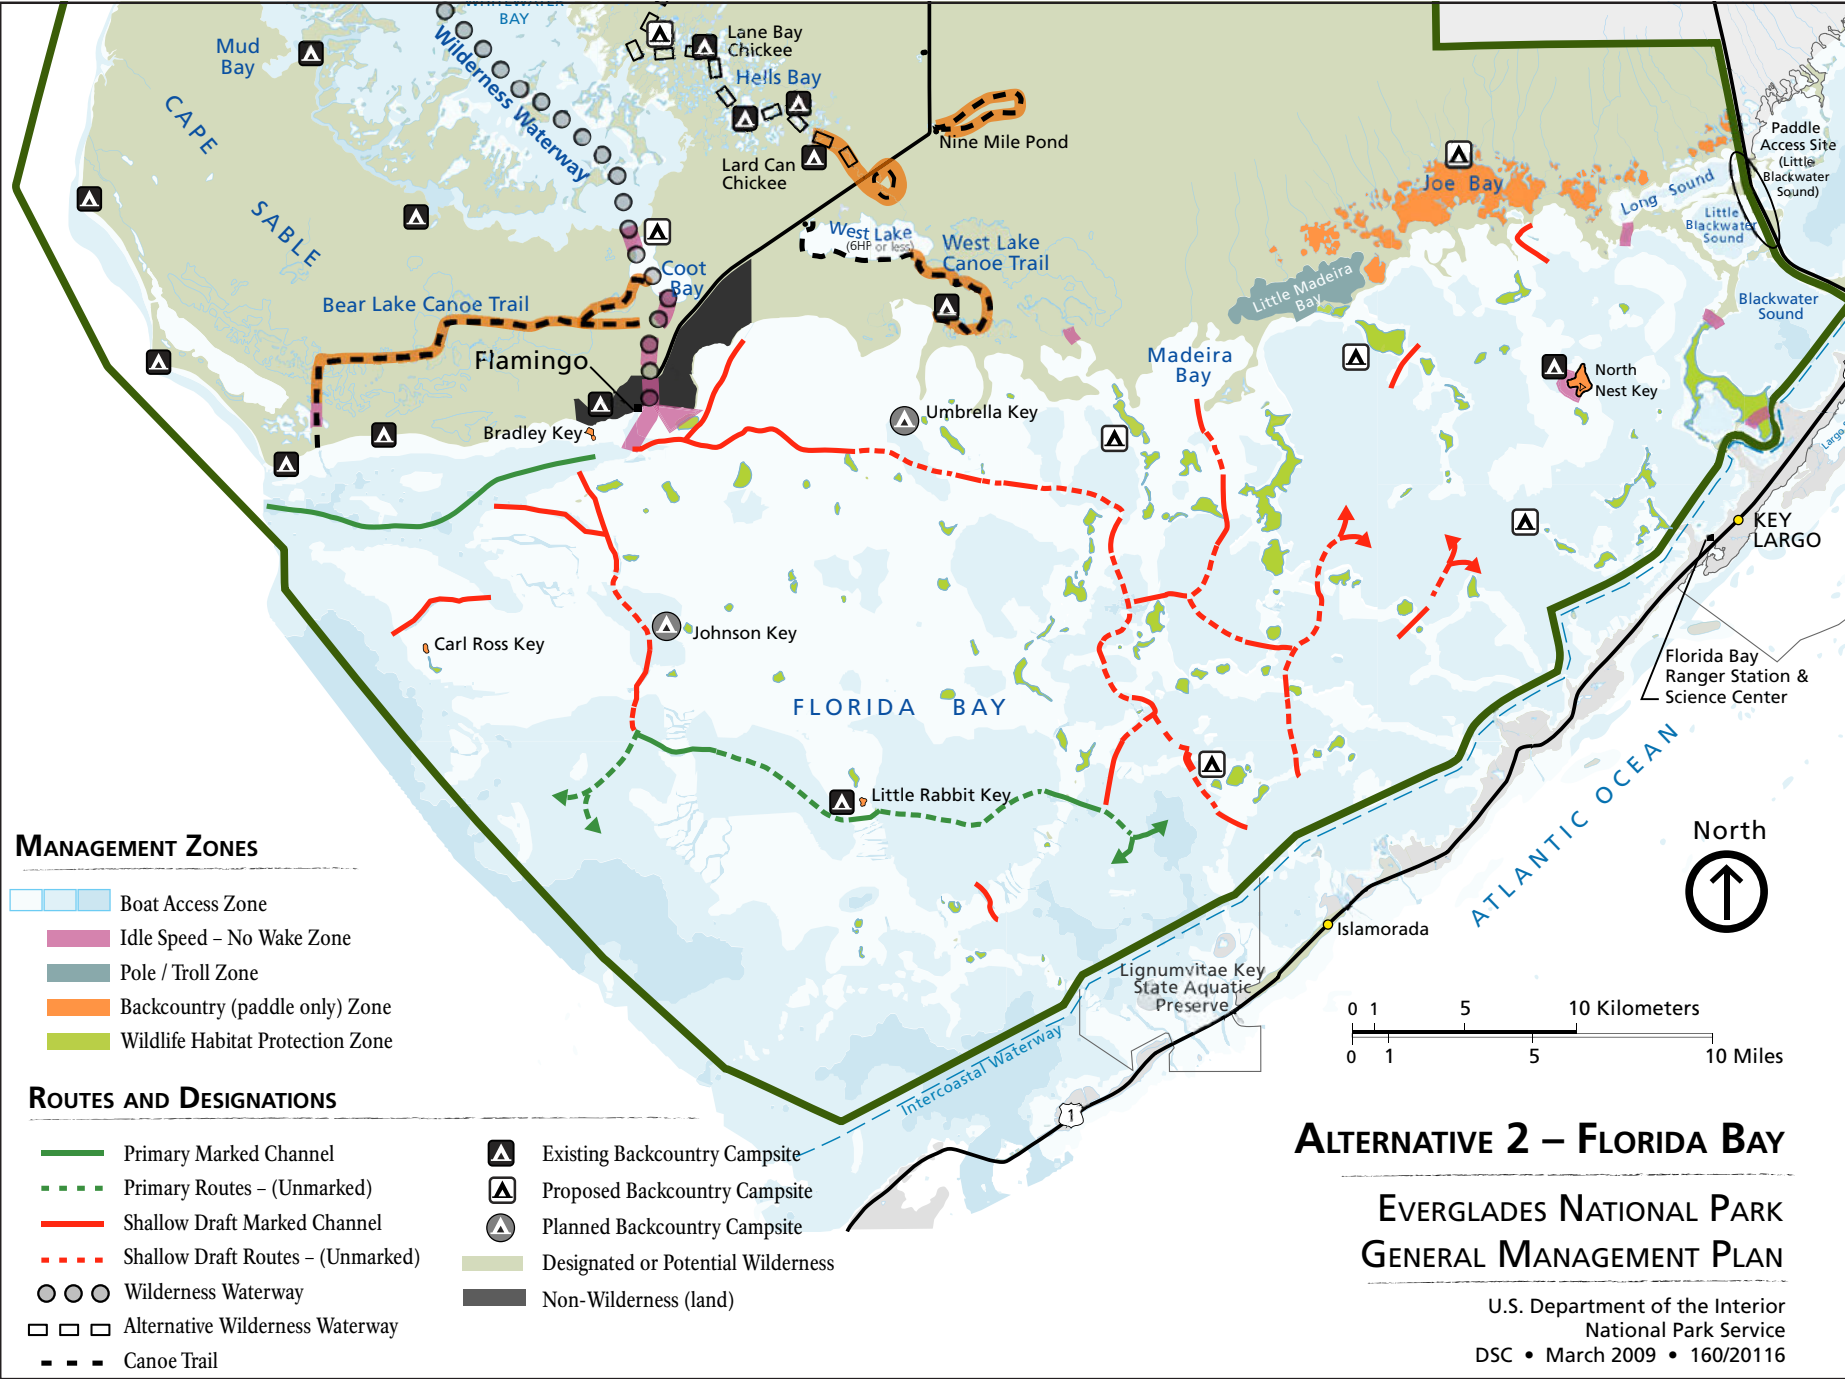 WHITEWATER
BAY
Mud
Bay
Wilderness Waterway
Lane Bay
Chickee
Hells Bay
Lard Can
Chickee
Nine Mile Pond
CAPE
SABLE
Paddle
Access Site
(Little
Blackwater
Sound)
Joe Bay
Long Sound
Little
Blackwater
Sound
West Lake
(6HP or less)
West Lake
Canoe Trail
Coot
Bay
Little Madeira
Bay
Blackwater
Sound
Bear Lake Canoe Trail
Flamingo
Madeira
Bay
North
Nest Key
Umbrella Key
Bradley Key
Largo
KEY
LARGO
Johnson Key
Carl Ross Key
Florida Bay
Ranger Station &
Science Center
FLORIDA BAY
Little Rabbit Key
ATLANTIC OCEAN
North
Islamorada
Lignumvitae Key
State Aquatic
Preserve
Intercoastal Waterway
1
0 1 5 10 Kilometers
0 1 5 10 Miles
MANAGEMENT ZONES
Boat Access Zone
Idle Speed – No Wake Zone
Pole / Troll Zone
Backcountry (paddle only) Zone
Wildlife Habitat Protection Zone
ROUTES AND DESIGNATIONS
Primary Marked Channel
Primary Routes – (Unmarked)
Shallow Draft Marked Channel
Shallow Draft Routes – (Unmarked)
Wilderness Waterway
Alternative Wilderness Waterway
Canoe Trail
Existing Backcountry Campsite
Proposed Backcountry Campsite
Planned Backcountry Campsite
Designated or Potential Wilderness
Non-Wilderness (land)
ALTERNATIVE 2 – FLORIDA BAY
EVERGLADES NATIONAL PARK
GENERAL MANAGEMENT PLAN
U.S. Department of the Interior
National Park Service
DSC • March 2009 • 160/20116